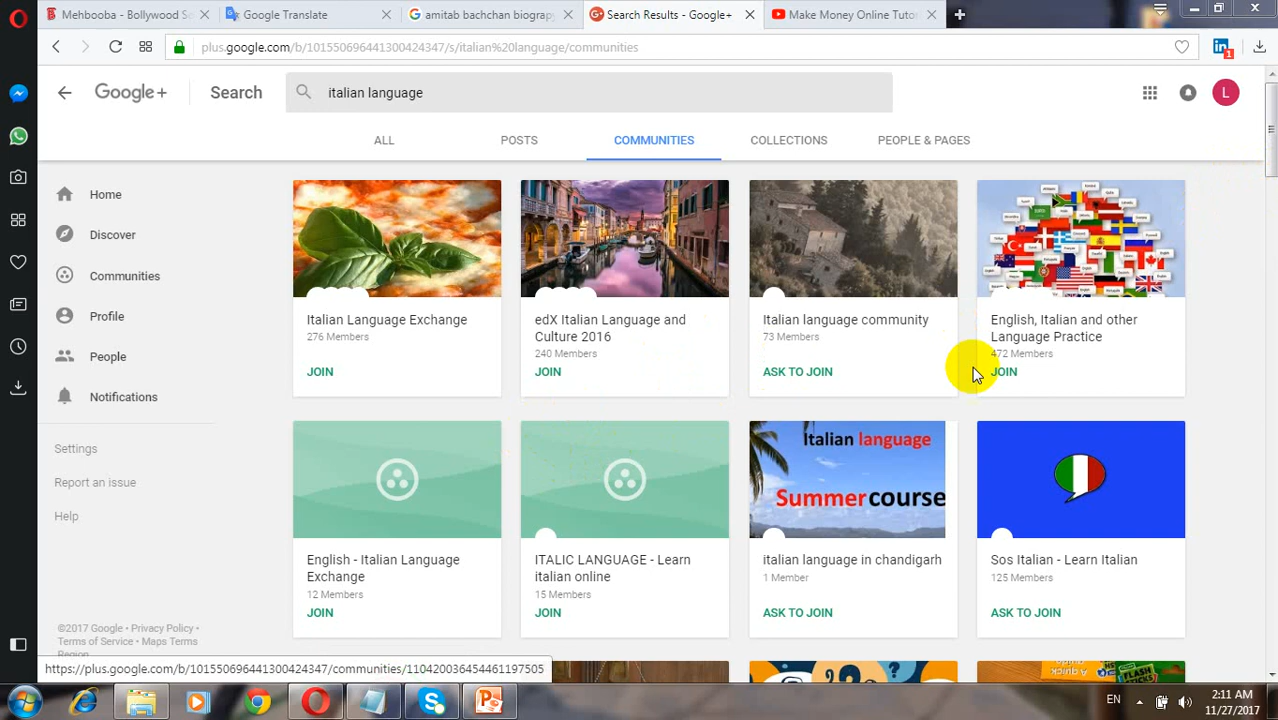 Mehbooba - Bollywood Se
Google Translate
amitab bachchan biograpy
Search Results - Google+
Make Money Online Tutor
plus.google.com/b/101550696441300424347/s/italian%20language/communities
1
Google+
Search
italian language
L
ALL
POSTS
COMMUNITIES
COLLECTIONS
PEOPLE & PAGES
Home
Discover
Communities
Profile
People
Notifications
Settings
Report an issue
Help
©2017 Google • Privacy Policy •
Terms of Service • Maps Terms
Region
Italian Language Exchange
276 Members
JOIN
edX Italian Language and
Culture 2016
240 Members
JOIN
Italian language community
73 Members
ASK TO JOIN
English, Italian and other
Language Practice
472 Members
JOIN
English - Italian Language
Exchange
12 Members
JOIN
ITALIC LANGUAGE - Learn
italian online
15 Members
JOIN
Italian language
Summer course
italian language in chandigarh
1 Member
ASK TO JOIN
Sos Italian - Learn Italian
125 Members
ASK TO JOIN
https://plus.google.com/b/101550696441300424347/communities/110420036454461197505
EN
2:11 AM
11/27/2017